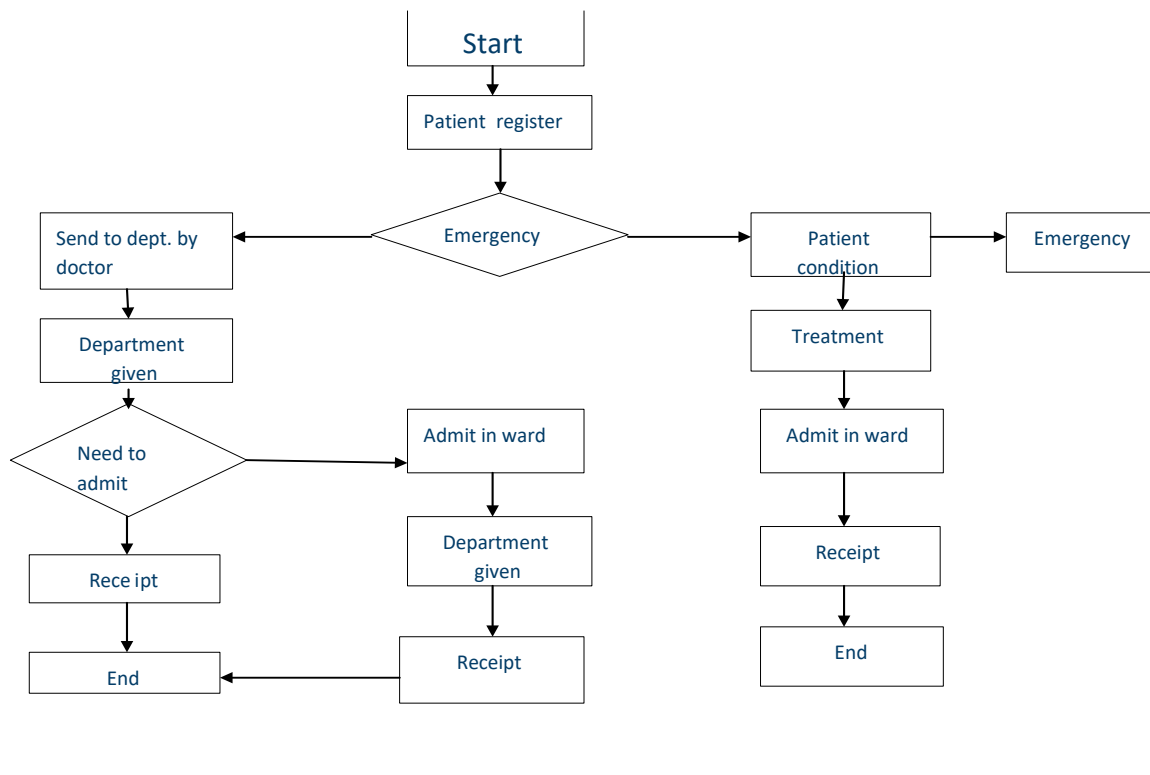 Start
Patient register
Emergency
Send to dept. by
doctor
Patient
condition
Emergency
Department
given
Treatment
Need to
admit
Admit in ward
Admit in ward
Department
given
Receipt
Rece ipt
Receipt
End
End